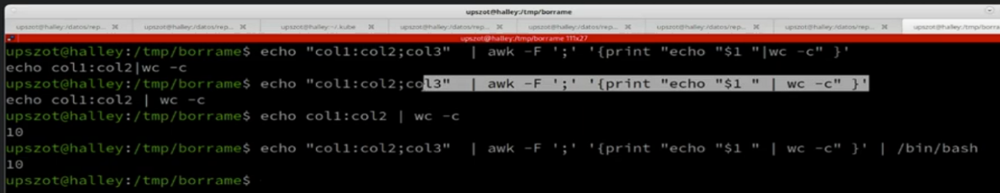 upszot@halley:/tmp/borrame
upszot@halley:/datos/rep... upszot@halley:/datos/rep... upszot@halley:~/.kube upszot@halley:/datos/rep... upszot@halley:/datos/rep... upszot@halley:/datos/rep... upszot@halley:/datos/rep... upszot@halley:/tmp/borra
upszot@halley:/tmp/borrame 111x27
upszot@halley:/tmp/borrame$ echo "col1:col2;col3"  | awk -F ';' '{print "echo "$1 "|wc -c" }'
echo col1:col2|wc -c
upszot@halley:/tmp/borrame$ echo "col1:col2;col3"  | awk -F ';' '{print "echo "$1 " | wc -c" }'
echo col1:col2 | wc -c
upszot@halley:/tmp/borrame$ echo col1:col2 | wc -c
10
upszot@halley:/tmp/borrame$ echo "col1:col2;col3"  | awk -F ';' '{print "echo "$1 " | wc -c" }' | /bin/bash
10
upszot@halley:/tmp/borrame$